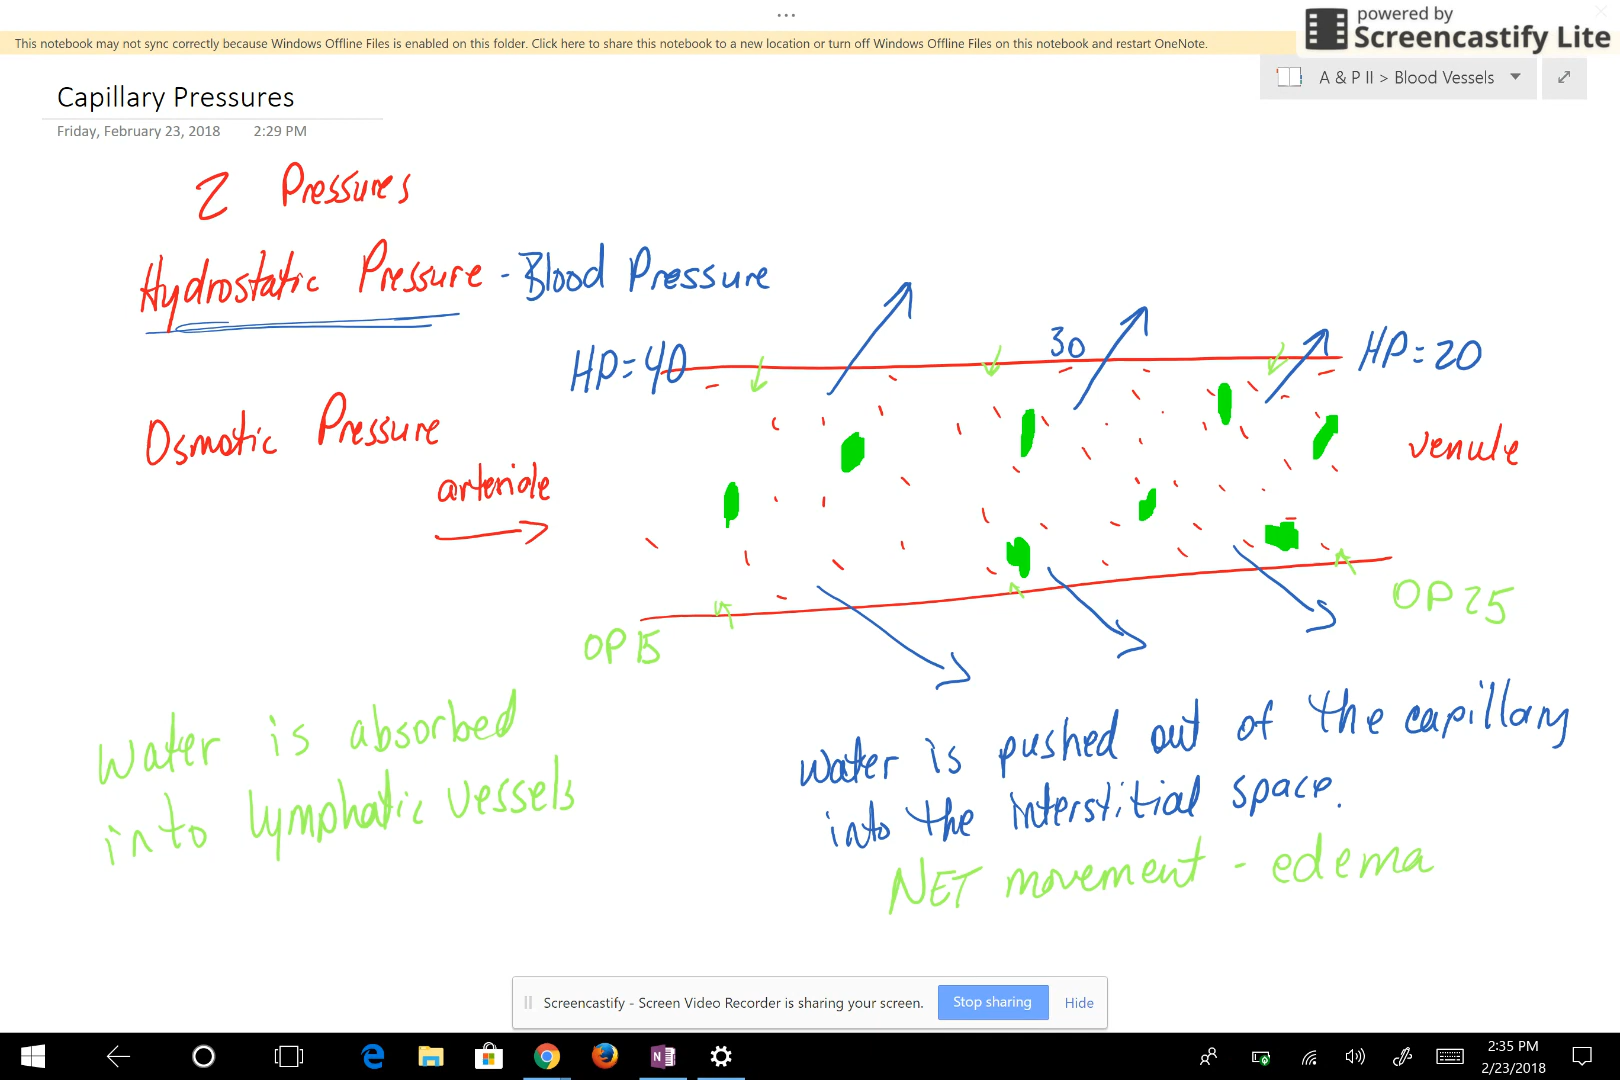 ...
powered by
Screencastify Lite
This notebook may not sync correctly because Windows Offline Files is enabled on this folder. Click here to share this notebook to a new location or turn off Windows Offline Files on this notebook and restart OneNote.
A & P II > Blood Vessels
Capillary Pressures
Friday, February 23, 2018 2:29 PM
2 Pressures
Hydrostatic Pressure - Blood Pressure
HP=40 30 HP=20
Osmotic Pressure
venule
arteriole
OP 25
OP 15
Water is absorbed
into lymphatic vessels
Water is pushed out of the capillary
into the interstitial space.
NET movement - edema
Screencastify - Screen Video Recorder is sharing your screen. Stop sharing Hide
2:35 PM
2/23/2018